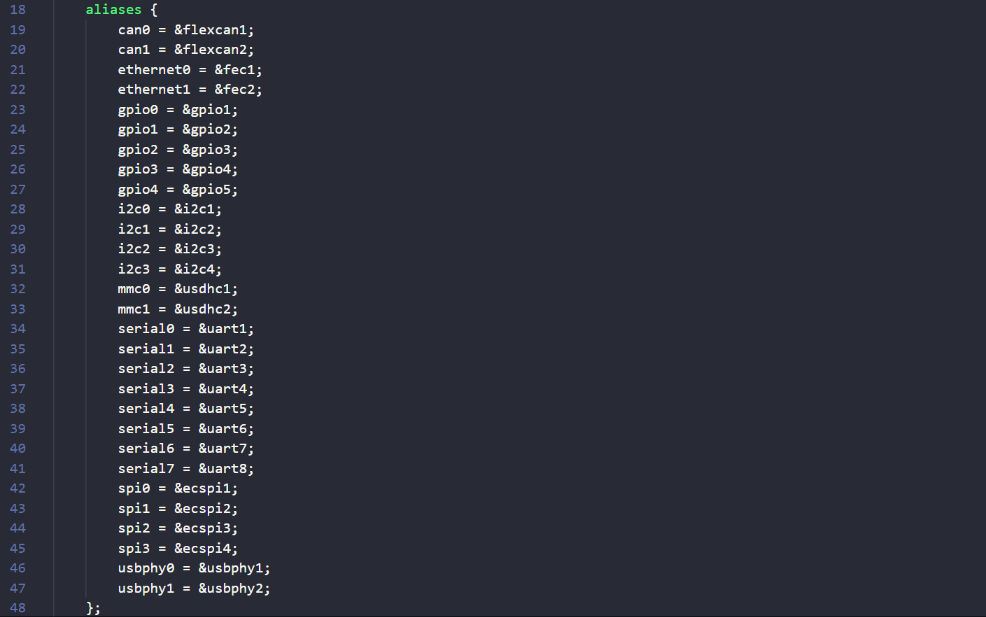 18 aliases {
19 can0 = &flexcan1;
20 can1 = &flexcan2;
21 ethernet0 = &fec1;
22 ethernet1 = &fec2;
23 gpio0 = &gpio1;
24 gpio1 = &gpio2;
25 gpio2 = &gpio3;
26 gpio3 = &gpio4;
27 gpio4 = &gpio5;
28 i2c0 = &i2c1;
29 i2c1 = &i2c2;
30 i2c2 = &i2c3;
31 i2c3 = &i2c4;
32 mmc0 = &usdhc1;
33 mmc1 = &usdhc2;
34 serial0 = &uart1;
35 serial1 = &uart2;
36 serial2 = &uart3;
37 serial3 = &uart4;
38 serial4 = &uart5;
39 serial5 = &uart6;
40 serial6 = &uart7;
41 serial7 = &uart8;
42 spi0 = &ecspi1;
43 spi1 = &ecspi2;
44 spi2 = &ecspi3;
45 spi3 = &ecspi4;
46 usbphy0 = &usbphy1;
47 usbphy1 = &usbphy2;
48 };